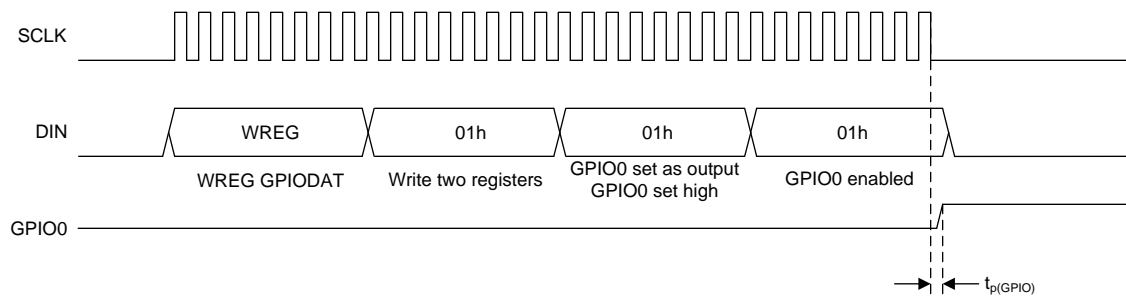 SCLK
DIN
WREG
01h
01h
01h
WREG GPIODAT
Write two registers
GPIO0 set as output
GPIO0 set high
GPIO0 enabled
GPIO0
tp(GPIO)